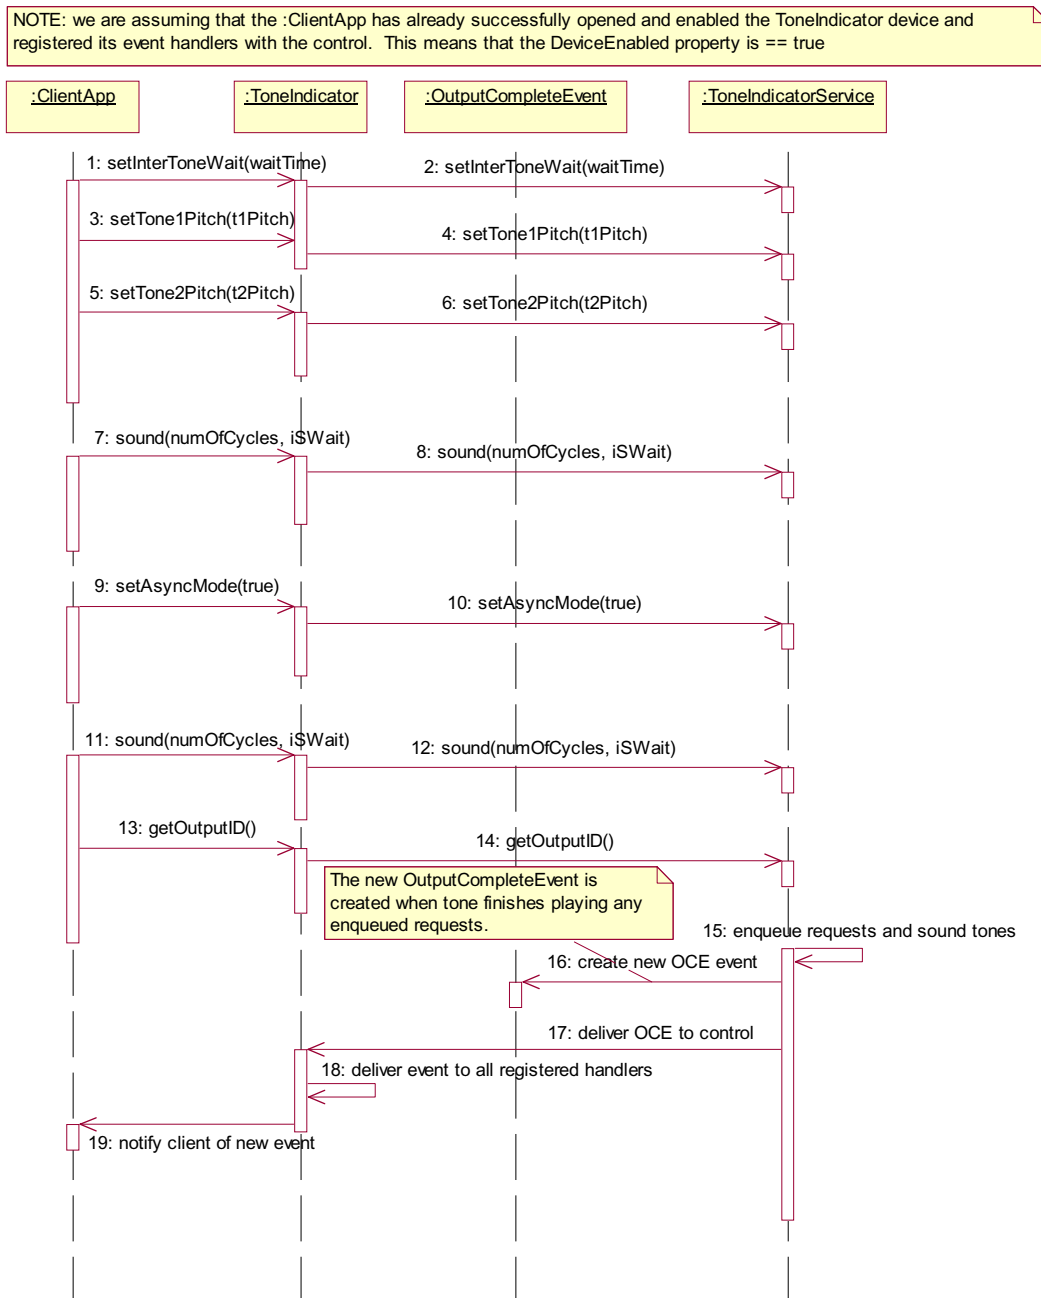 NOTE: we are assuming that the :ClientApp has already successfully opened and enabled the ToneIndicator device and
registered its event handlers with the control.  This means that the DeviceEnabled property is == true
:ClientApp
:ToneIndicator
:OutputCompleteEvent
:ToneIndicatorService
1: setInterToneWait(waitTime)
2: setInterToneWait(waitTime)
3: setTone1Pitch(t1Pitch)
4: setTone1Pitch(t1Pitch)
5: setTone2Pitch(t2Pitch)
6: setTone2Pitch(t2Pitch)
7: sound(numOfCycles, iSWait)
8: sound(numOfCycles, iSWait)
9: setAsyncMode(true)
10: setAsyncMode(true)
11: sound(numOfCycles, iSWait)
12: sound(numOfCycles, iSWait)
13: getOutputID()
14: getOutputID()
The new OutputCompleteEvent is
created when tone finishes playing any
enqueued requests.
15: enqueue requests and sound tones
16: create new OCE event
17: deliver OCE to control
18: deliver event to all registered handlers
19: notify client of new event